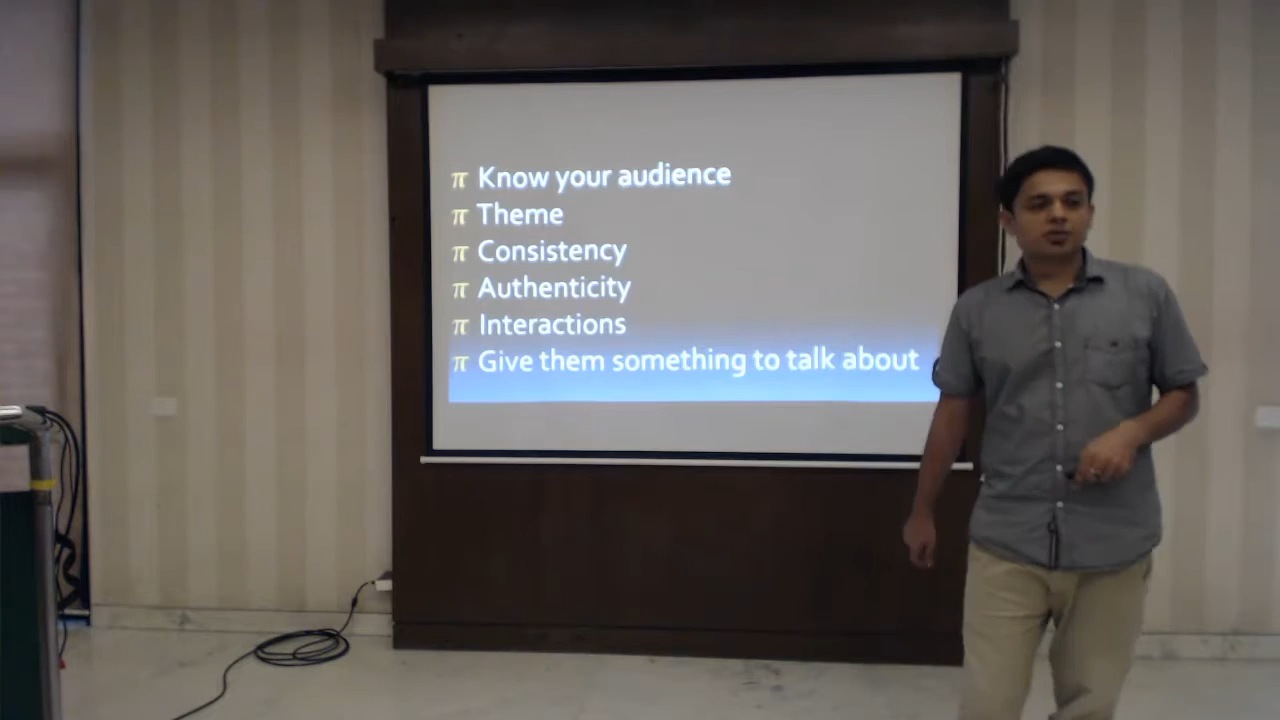 π Know your audience
π Theme
π Consistency
π Authenticity
π Interactions
π Give them something to talk about